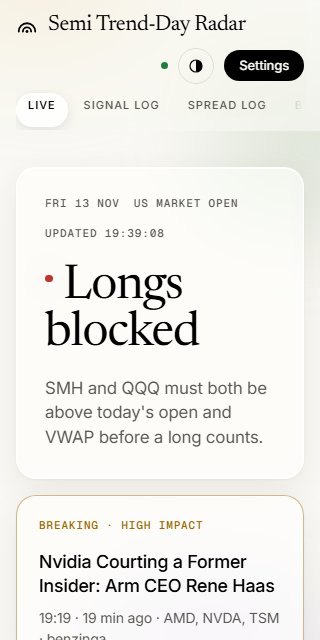 Semi Trend-Day Radar
Settings
LIVE SIGNAL LOG SPREAD LOG
FRI 13 NOV US MARKET OPEN
UPDATED 19:39:08
Longs
blocked
SMH and QQQ must both be
above today's open and
VWAP before a long counts.
BREAKING · HIGH IMPACT
Nvidia Courting a Former
Insider: Arm CEO Rene Haas
19:19 · 19 min ago · AMD, NVDA, TSM
· benzinga